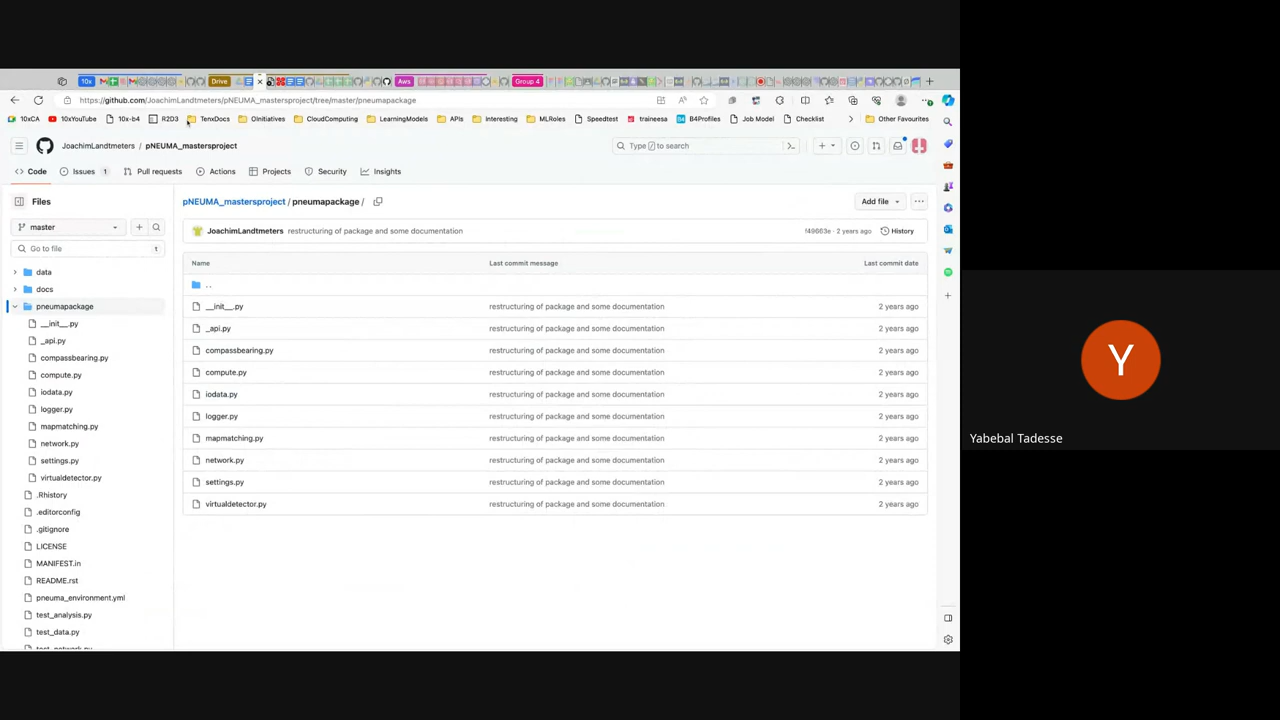 10x Drive Aws Group 4
https://github.com/JoachimLandtmeters/pNEUMA_mastersproject/tree/master/pneumapackage
10xCA 10xYouTube 10x-b4 R2D3 TenxDocs OInitiatives CloudComputing LearningModels APIs Interesting MLRoles Speedtest traineesa B4Profiles Job Model Checklist Other Favourites
JoachimLandtmeters / pNEUMA_mastersproject
Type / to search
Code Issues 1 Pull requests Actions Projects Security Insights
Files
master
Go to file
data
docs
pneumapackage
__init__.py
_api.py
compassbearing.py
compute.py
iodata.py
logger.py
mapmatching.py
network.py
settings.py
virtualdetector.py
.Rhistory
.editorconfig
.gitignore
LICENSE
MANIFEST.in
README.rst
pneuma_environment.yml
test_analysis.py
test_data.py
pNEUMA_mastersproject / pneumapackage /
Add file
JoachimLandtmeters restructuring of package and some documentation
f49663e · 2 years ago History
Name Last commit message Last commit date
..
__init__.py restructuring of package and some documentation 2 years ago
_api.py restructuring of package and some documentation 2 years ago
compassbearing.py restructuring of package and some documentation 2 years ago
compute.py restructuring of package and some documentation 2 years ago
iodata.py restructuring of package and some documentation 2 years ago
logger.py restructuring of package and some documentation 2 years ago
mapmatching.py restructuring of package and some documentation 2 years ago
network.py restructuring of package and some documentation 2 years ago
settings.py restructuring of package and some documentation 2 years ago
virtualdetector.py restructuring of package and some documentation 2 years ago
Y
Yabebal Tadesse